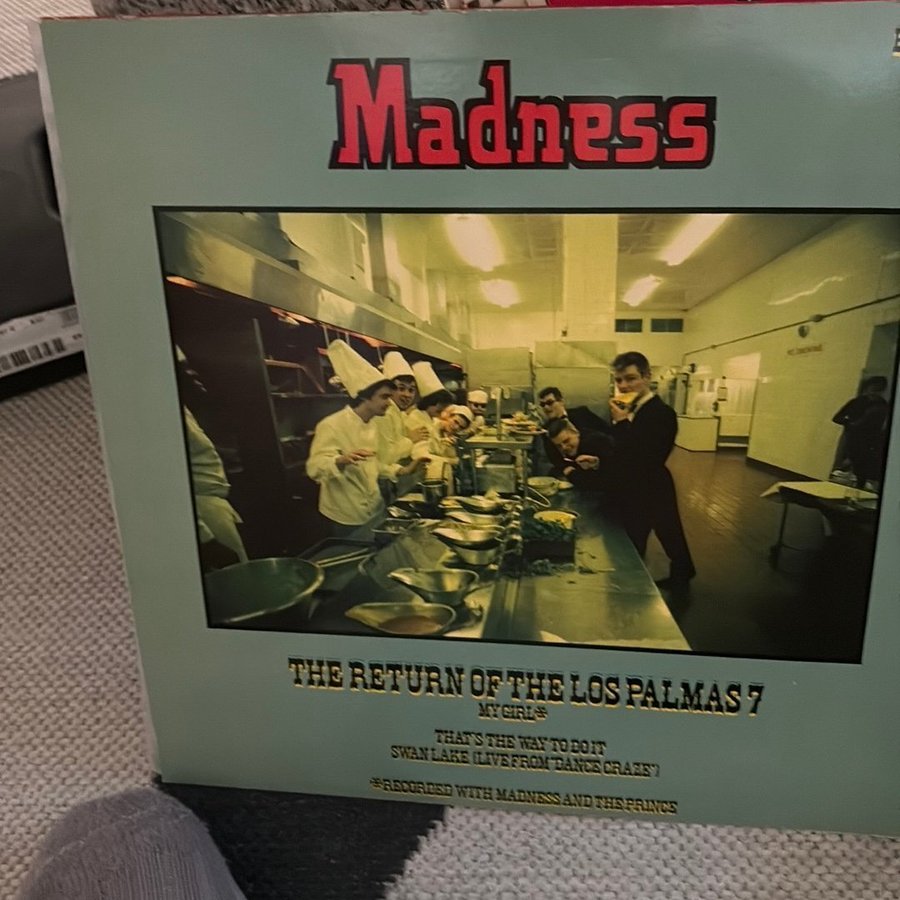 Madness
THE RETURN OF THE LOS PALMAS 7
MY GIRL*
THAT'S THE WAY TO DO IT
SWAN LAKE (LIVE FROM "DANCE CRAZE")
*RECORDED WITH MADNESS AND THE PRINCE